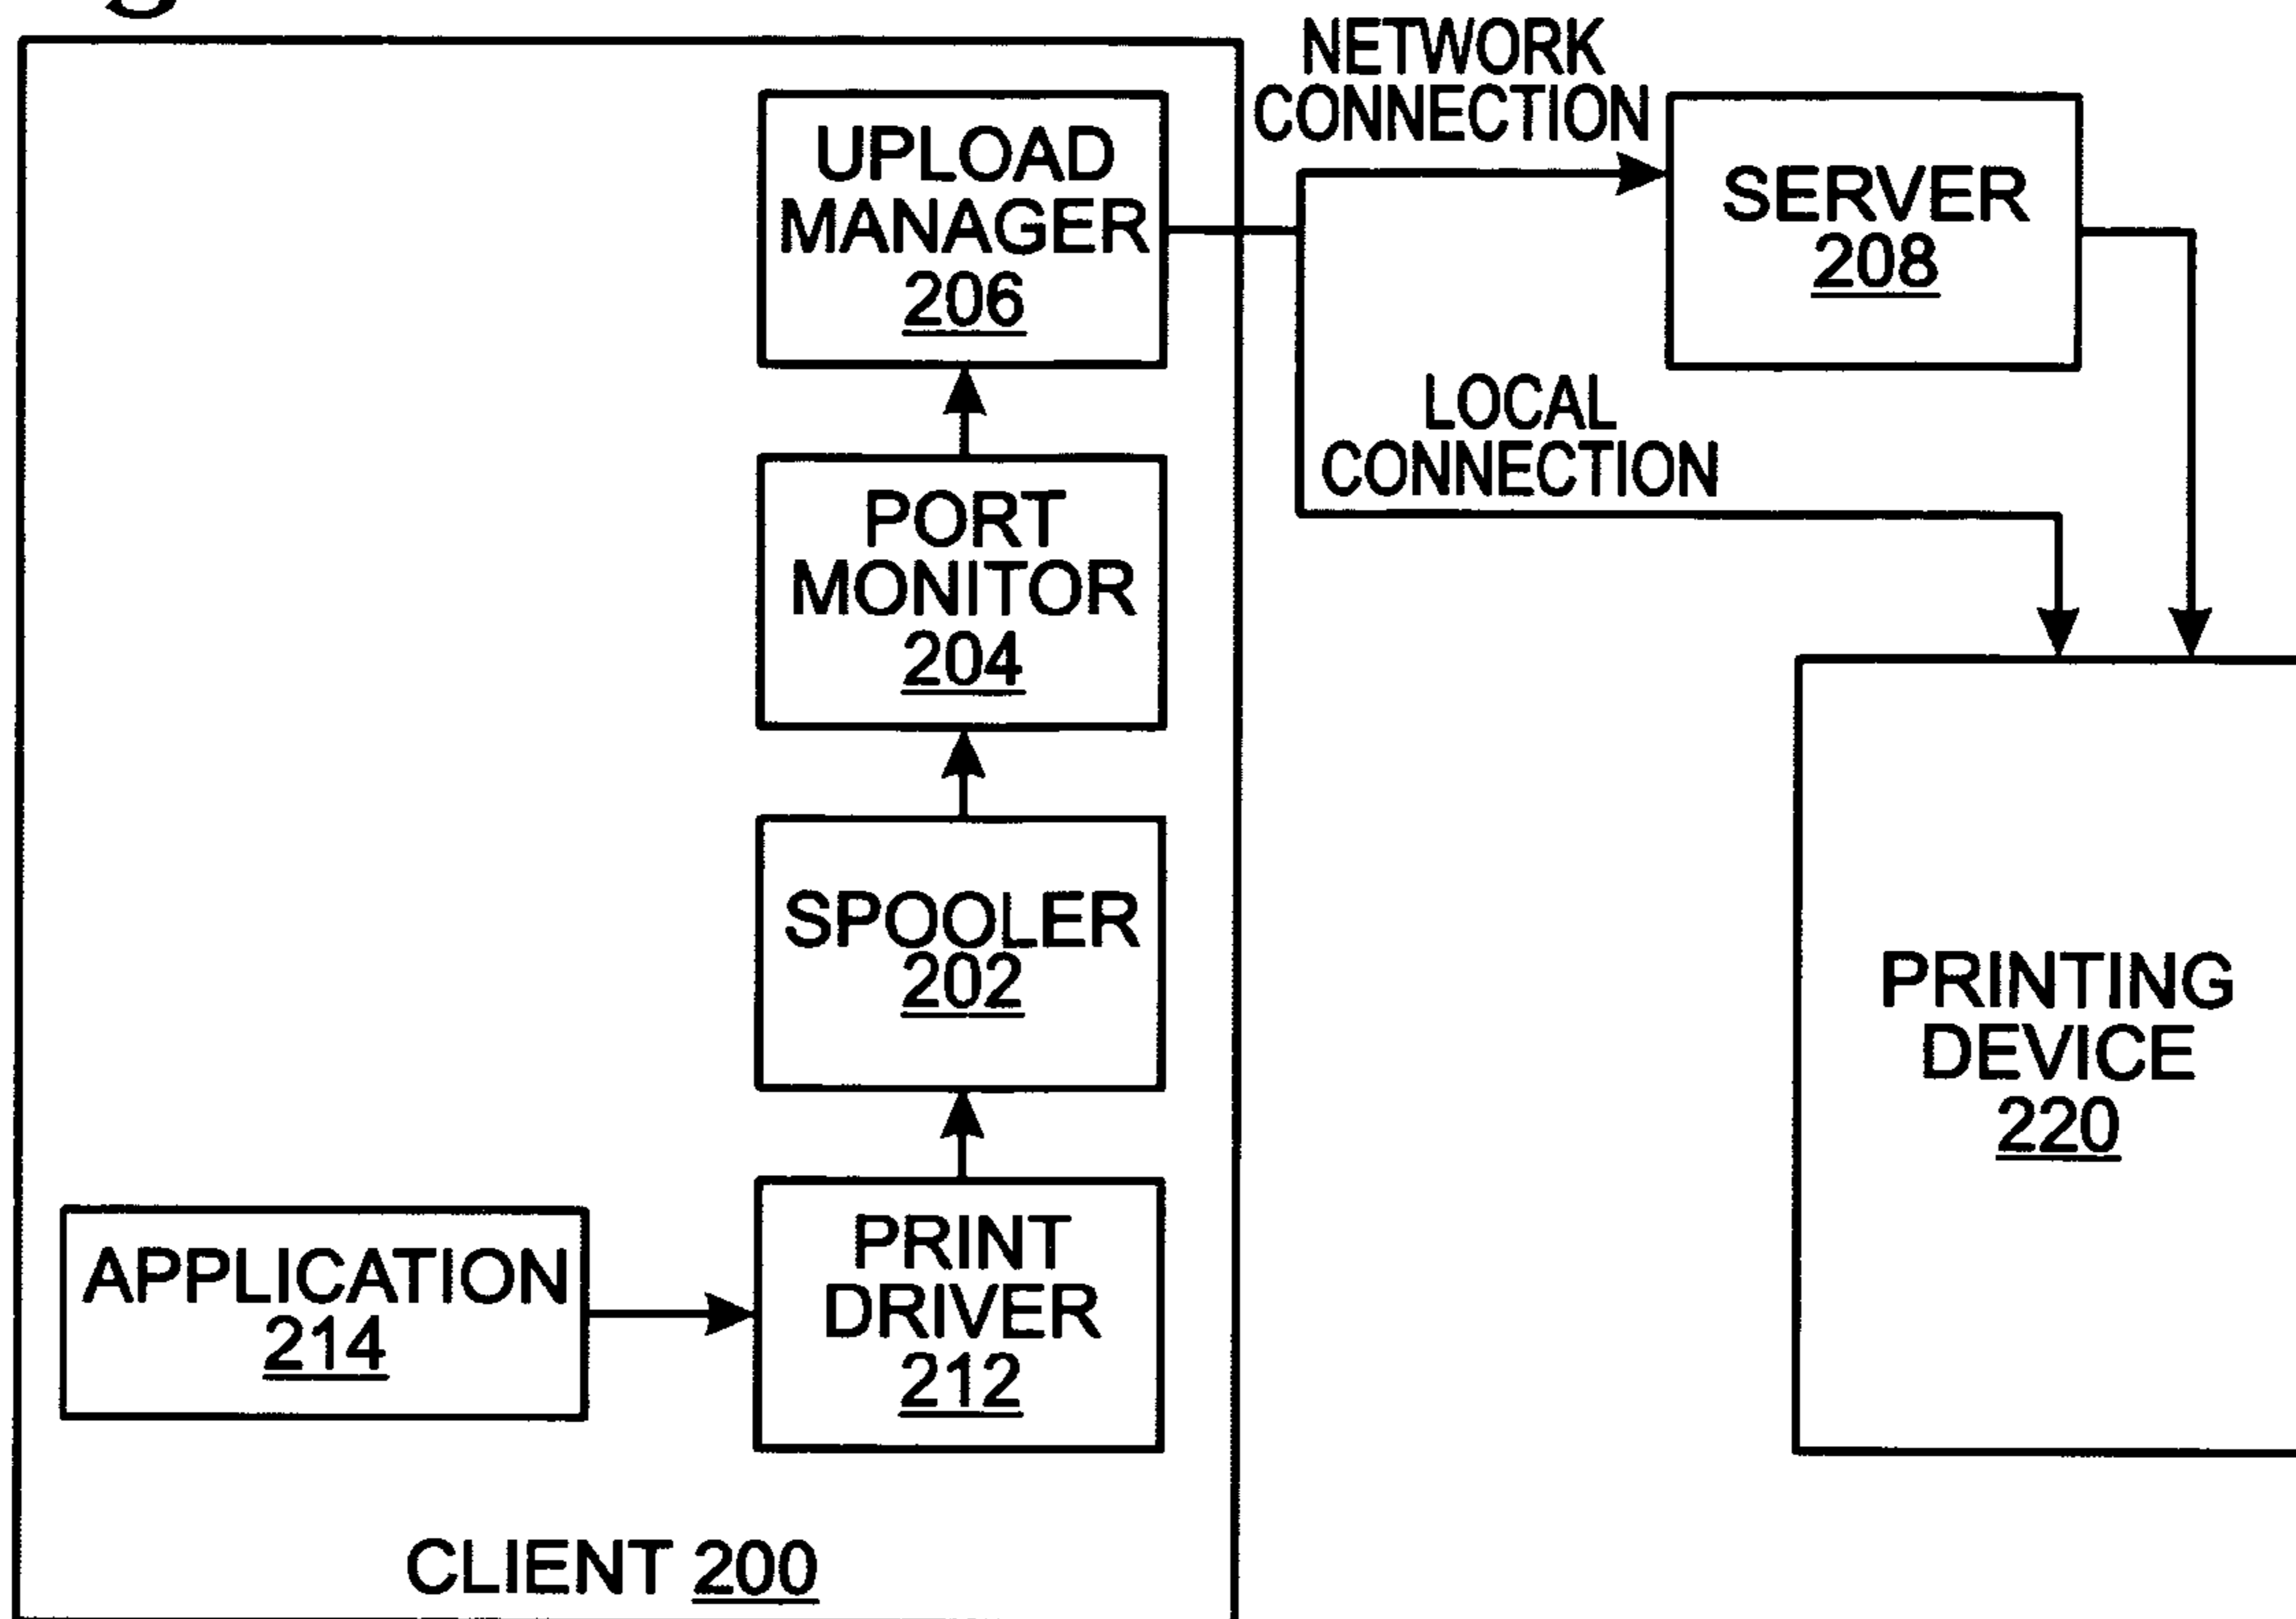 NETWORK
CONNECTION
UPLOAD
MANAGER
206
SERVER
208
LOCAL
CONNECTION
PORT
MONITOR
204
SPOOLER
202
PRINTING
DEVICE
220
APPLICATION
214
PRINT
DRIVER
212
CLIENT 200